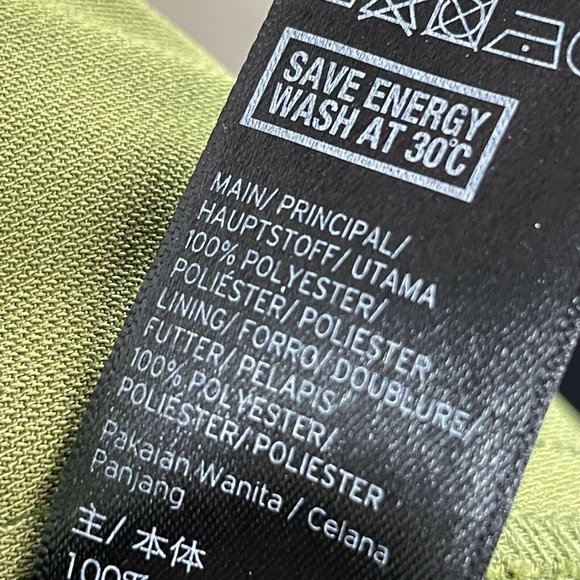 SAVE ENERGY
WASH AT 30°C
MAIN/ PRINCIPAL/
HAUPTSTOFF/ UTAMA
100% POLYESTER/
POLIÉSTER/ POLIESTER
LINING/ FORRO/ DOUBLURE/
FUTTER/ PELAPIS
100% POLYESTER/
POLIÉSTER/ POLIESTER
Pakaian Wanita / Celana
Panjang
主/ 本体
100%